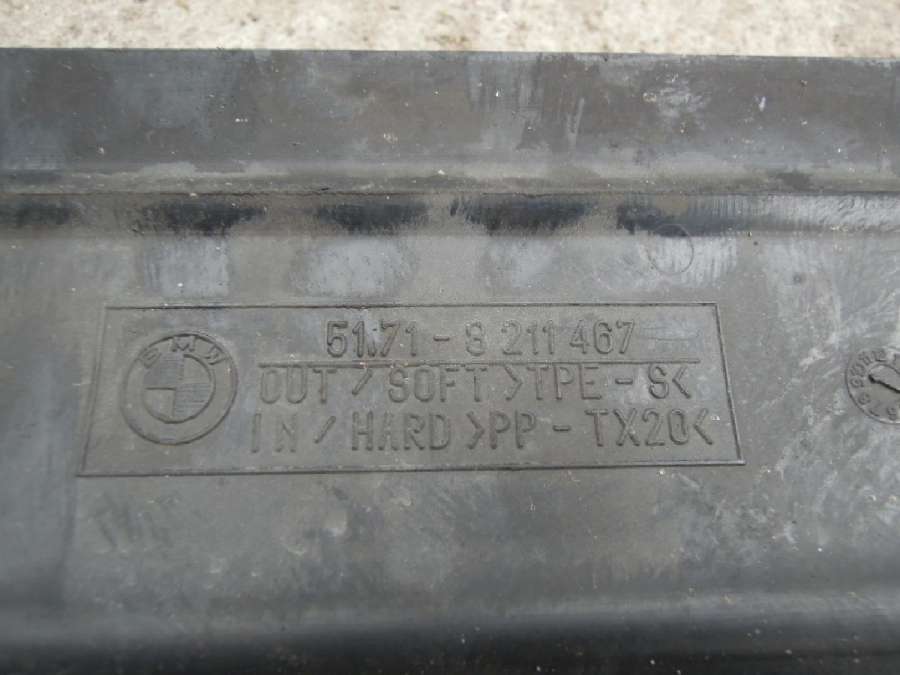 BMW
51.71 - 8 211 467
OUT / SOFT >TPE - S<
IN / HARD >PP - TX20<